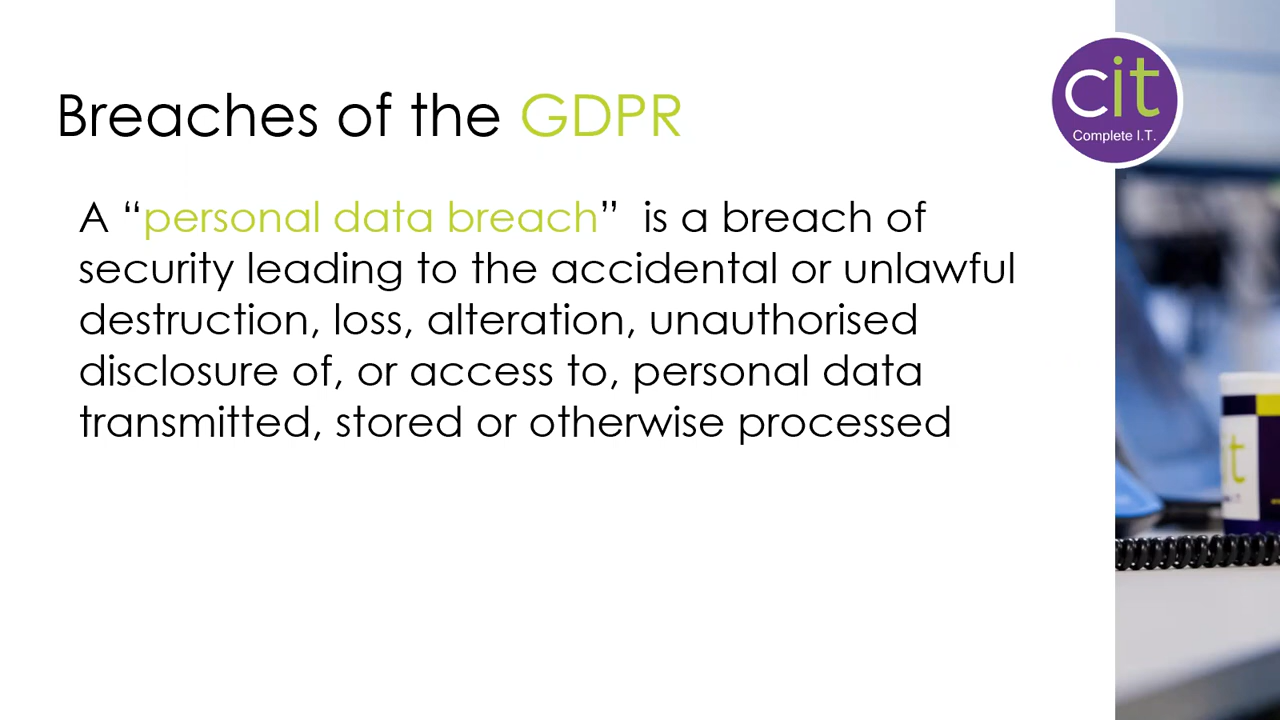 Breaches of the GDPR
cit
Complete I.T.
A “personal data breach”  is a breach of
security leading to the accidental or unlawful
destruction, loss, alteration, unauthorised
disclosure of, or access to, personal data
transmitted, stored or otherwise processed
it